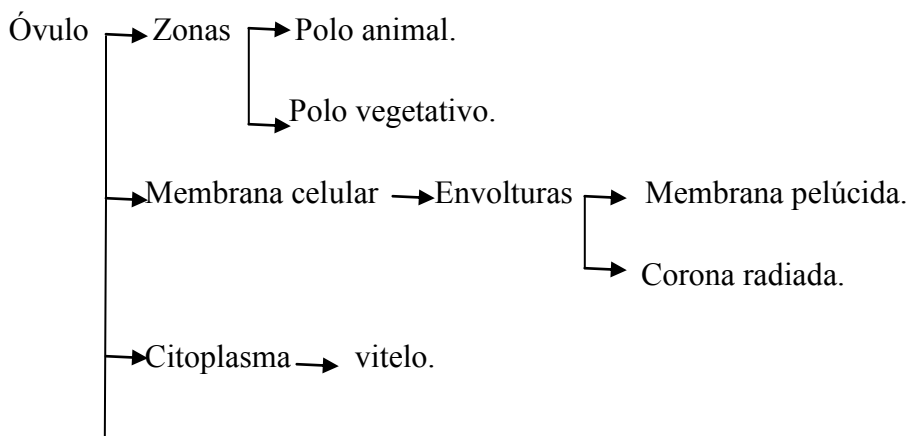 Óvulo Zonas Polo animal.
Polo vegetativo.
Membrana celular Envolturas Membrana pelúcida.
Corona radiada.
Citoplasma vitelo.